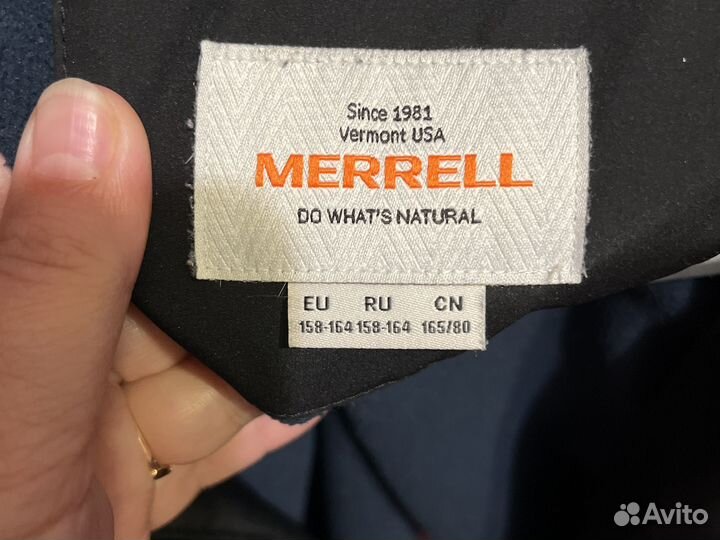 Since 1981
Vermont USA
MERRELL
DO WHAT'S NATURAL
EU RU CN
158-164 158-164 165/80
Avito